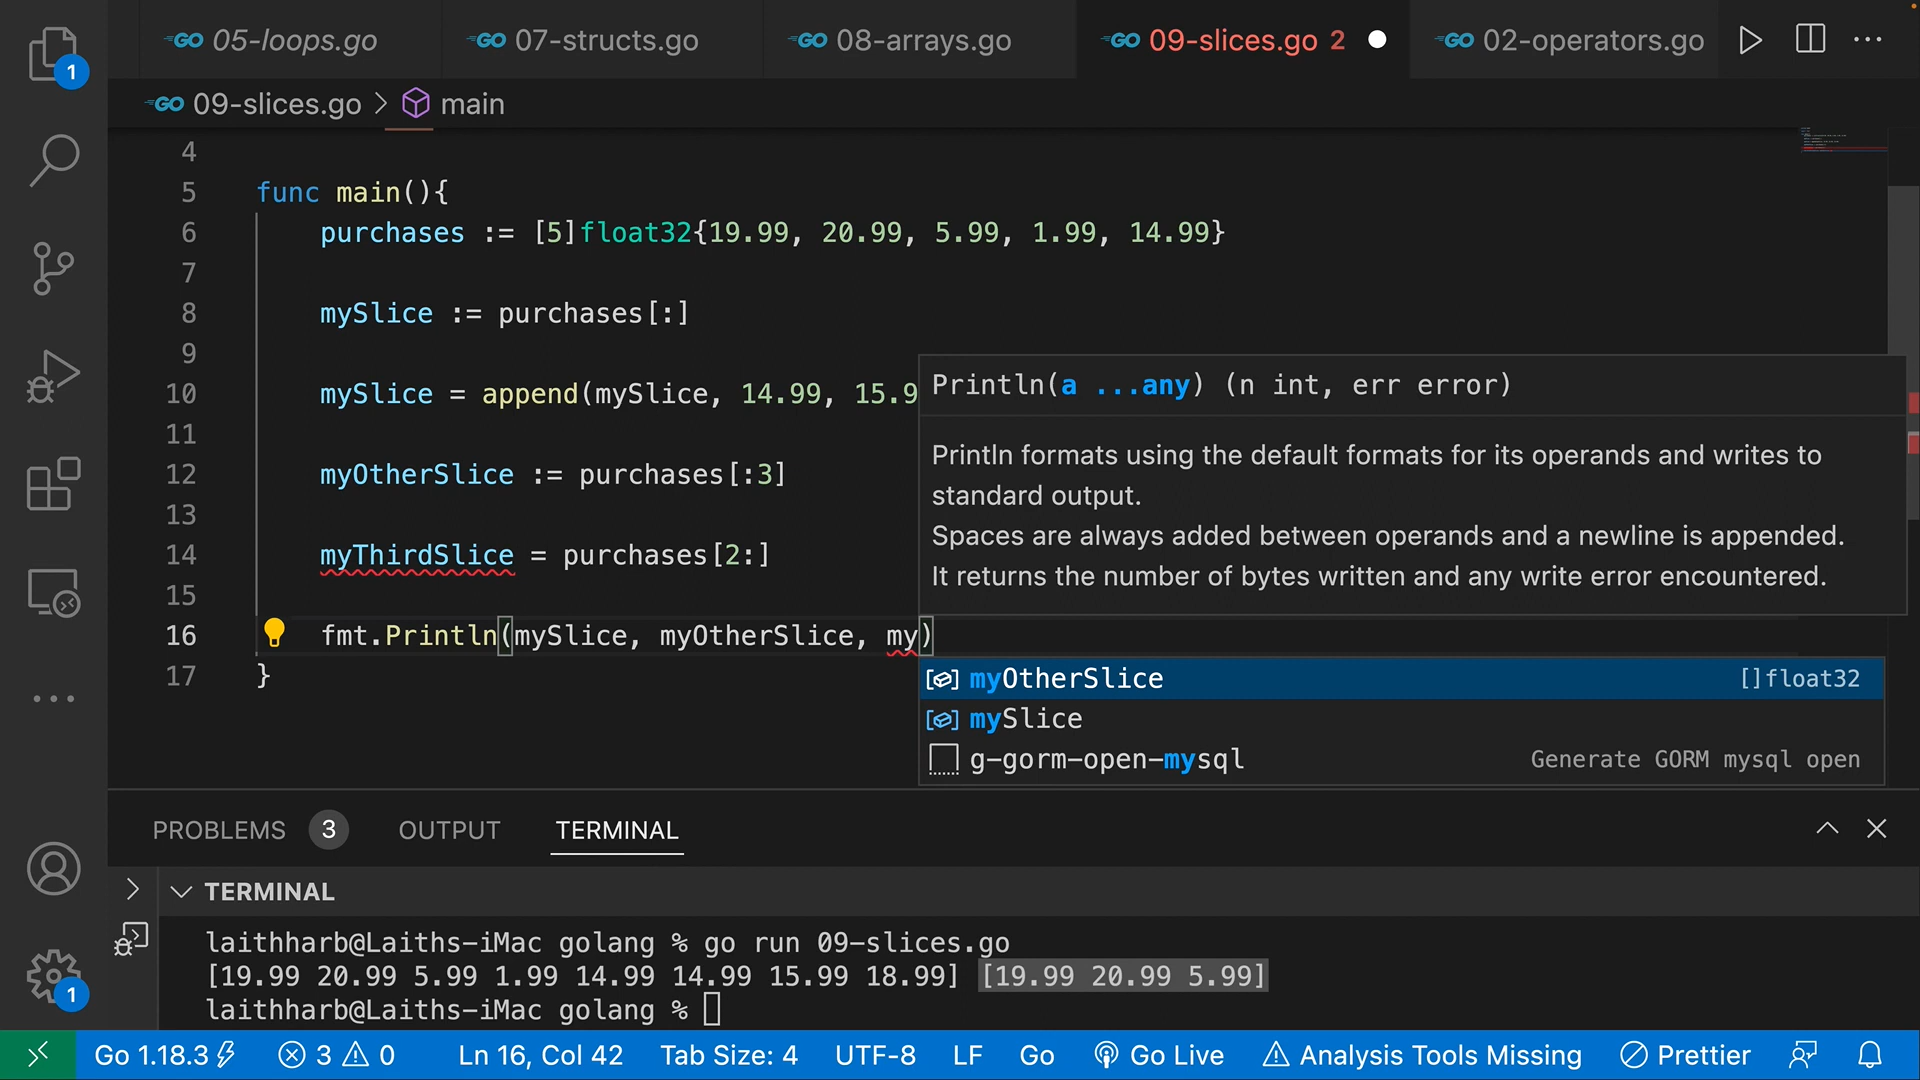 1
GO 05-loops.go
GO 07-structs.go
GO 08-arrays.go
GO 09-slices.go 2
GO 02-operators.go
GO 09-slices.go > main
4
5 func main(){
6 purchases := [5]float32{19.99, 20.99, 5.99, 1.99, 14.99}
7
8 mySlice := purchases[:]
9
10 mySlice = append(mySlice, 14.99, 15.9
11
12 myOtherSlice := purchases[:3]
13
14 myThirdSlice = purchases[2:]
15
16 fmt.Println(mySlice, myOtherSlice, my)
17 }
Println(a ...any) (n int, err error)
Println formats using the default formats for its operands and writes to
standard output.
Spaces are always added between operands and a newline is appended.
It returns the number of bytes written and any write error encountered.
myOtherSlice []float32
mySlice
g-gorm-open-mysql Generate GORM mysql open
PROBLEMS 3 OUTPUT TERMINAL
TERMINAL
laithharb@Laiths-iMac golang % go run 09-slices.go
[19.99 20.99 5.99 1.99 14.99 14.99 15.99 18.99] [19.99 20.99 5.99]
laithharb@Laiths-iMac golang %
1
Go 1.18.3 3 0 Ln 16, Col 42 Tab Size: 4 UTF-8 LF Go Go Live Analysis Tools Missing Prettier